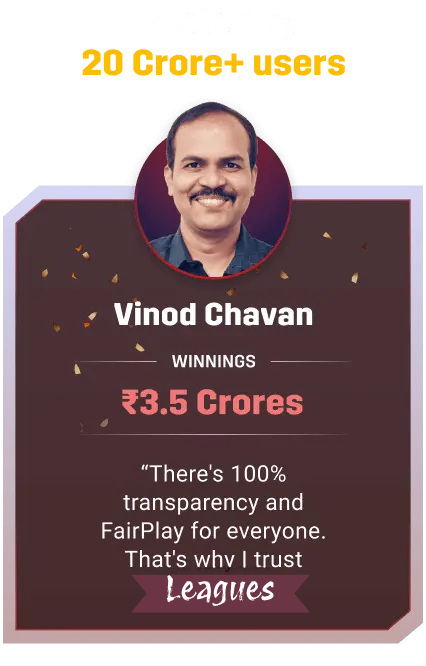 20 Crore+ users
Vinod Chavan
WINNINGS
₹3.5 Crores
“There's 100%
transparency and
FairPlay for everyone.
That's why I trust
Leagues